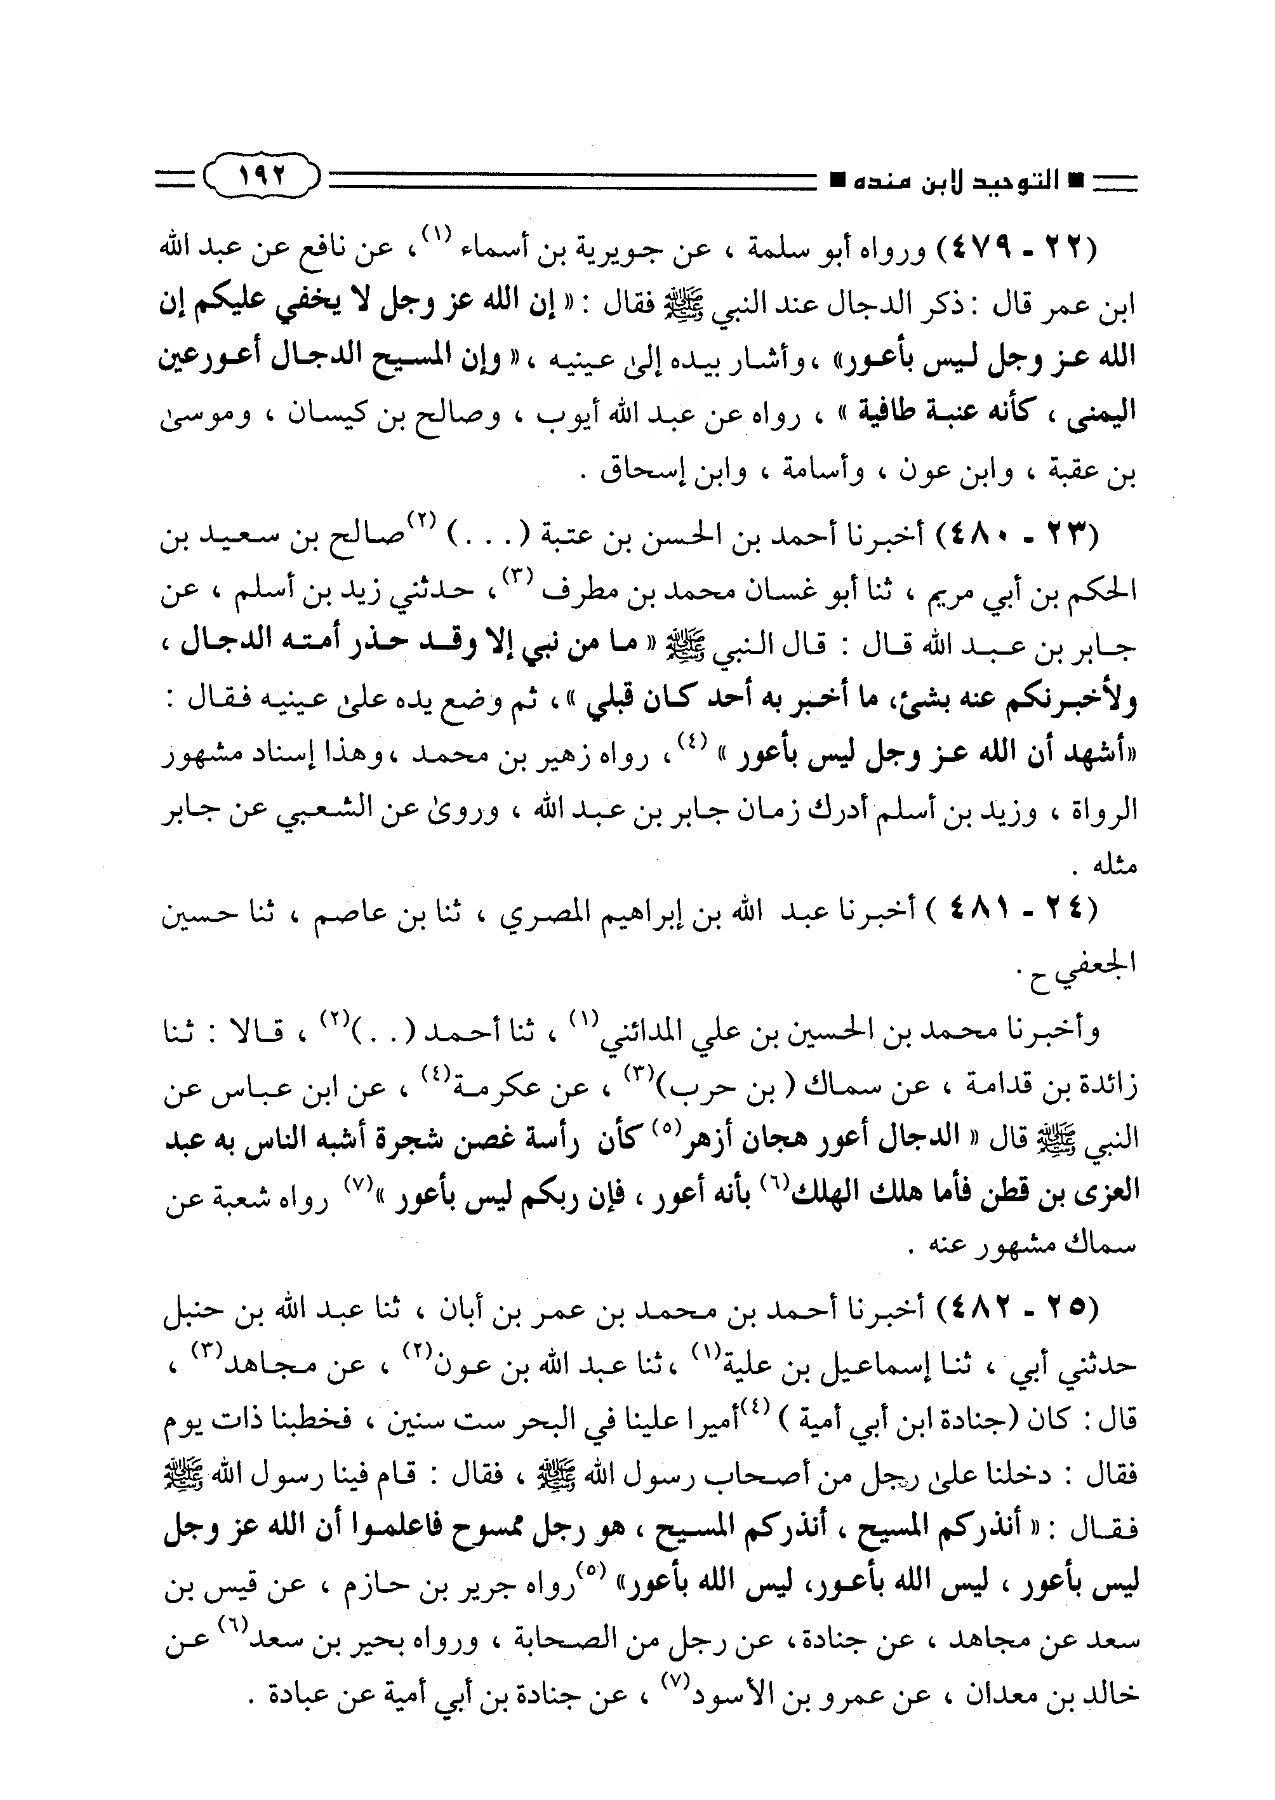 ■ التوحيد لابن منده ■ ١٩٢
(٢٢ - ٤٧٩) ورواه أبو سلمة ، عن جويرية بن أسماء (١)، عن نافع عن عبد الله
ابن عمر قال : ذكر الدجال عند النبي ﷺ فقال : « إن الله عز وجل لا يخفي عليكم إن
الله عز وجل ليس بأعور» ، وأشار بيده إلى عينيه ، « وإن المسيح الدجال أعورعين
اليمنى ، كأنه عنبة طافية » ، رواه عن عبد الله أيوب ، وصالح بن كيسان ، وموسى
بن عقبة ، وابن عون ، وأسامة ، وابن إسحاق .
(٢٣ - ٤٨٠) أخبرنا أحمد بن الحسن بن عتبة (. . .) (٢)صالح بن سعيد بن
الحكم بن أبي مريم ، ثنا أبو غسان محمد بن مطرف (٣)، حدثني زيد بن أسلم ، عن
جابر بن عبد الله قال : قال النبي ﷺ « ما من نبي إلا وقد حذر أمته الدجال ،
ولأخبرنكم عنه بشئ، ما أخبر به أحد كان قبلي »، ثم وضع يده على عينيه فقال :
«أشهد أن الله عز وجل ليس بأعور » (٤)، رواه زهير بن محمد ،وهذا إسناد مشهور
الرواة ، وزيد بن أسلم أدرك زمان جابر بن عبد الله ، وروى عن الشعبي عن جابر
مثله .
(٢٤ - ٤٨١ ) أخبرنا عبد الله بن إبراهيم المصري ، ثنا بن عاصم ، ثنا حسين
الجعفي ح .
وأخبرنا محمد بن الحسين بن علي المدائني(١) ، ثنا أحمد (. .)(٢) ، قالا : ثنا
زائدة بن قدامة ، عن سماك ( بن حرب)(٣) ، عن عكرمة(٤) ، عن ابن عباس عن
النبي ﷺ قال « الدجال أعور هجان أزهر(٥) كأن رأسة غصن شجرة أشبه الناس به عبد
العزى بن قطن فأما هلك الهلك(٦) بأنه أعور ، فإن ربكم ليس بأعور »(٧) رواه شعبة عن
سماك مشهور عنه .
(٢٥ - ٤٨٢) أخبرنا أحمد بن محمد بن عمر بن أبان ، ثنا عبد الله بن حنبل
حدثني أبي ، ثنا إسماعيل بن علية(١) ،ثنا عبد الله بن عون(٢) ، عن مجاهد(٣) ،
قال : كان (جنادة ابن أبي أمية ) (٤)أميرا علينا في البحر ست سنين ، فخطبنا ذات يوم
فقال : دخلنا على رجل من أصحاب رسول الله ﷺ ، فقال : قام فينا رسول الله ﷺ
فقال : « أنذركم المسيح ، أنذركم المسيح ، هو رجل ممسوح فاعلموا أن الله عز وجل
ليس بأعور ، ليس الله بأعور، ليس الله بأعور» (٥)رواه جرير بن حازم ، عن قيس بن
سعد عن مجاهد ، عن جنادة، عن رجل من الصحابة ، ورواه بحير بن سعد(٦) عن
خالد بن معدان ، عن عمرو بن الأسود(٧) ، عن جنادة بن أبي أمية عن عبادة .